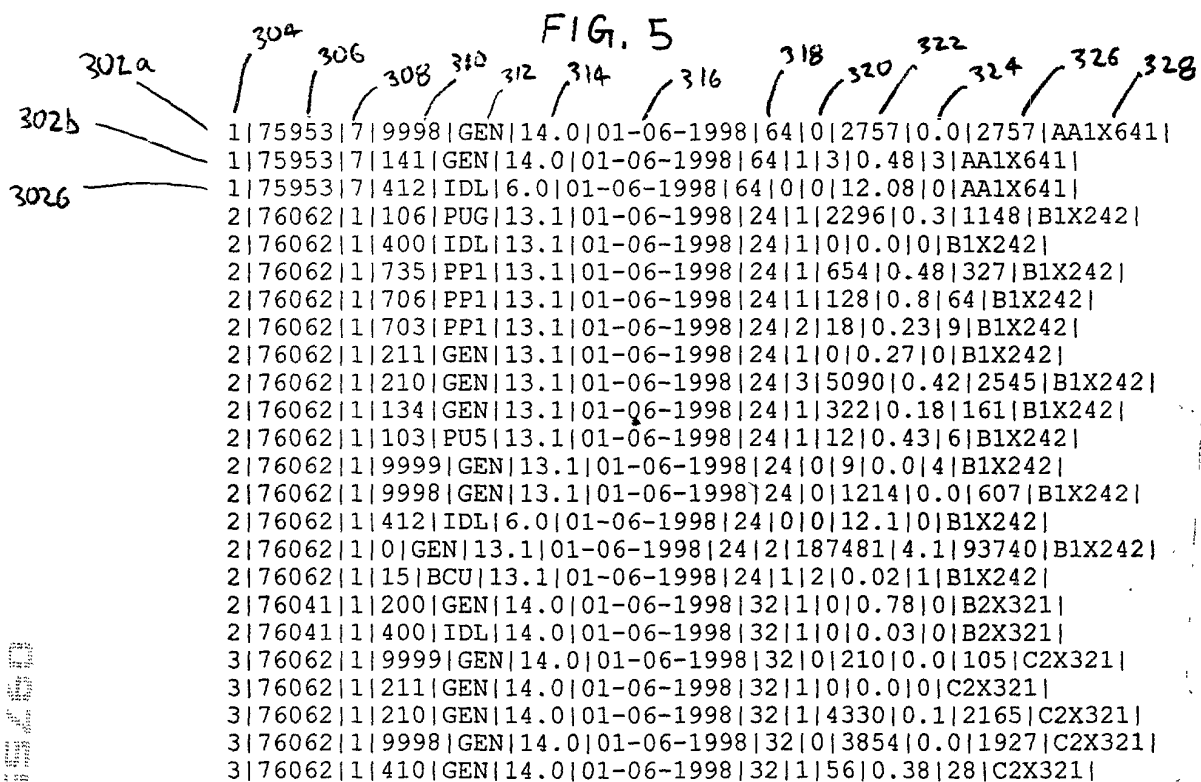 FIG. 5
304 306 308 310 312 314 316 318 320 322 324 326 328
302a
302b
302b
1|75953|7|9998|GEN|14.0|01-06-1998|64|0|2757|0.0|2757|AA1X641|
1|75953|7|141|GEN|14.0|01-06-1998|64|1|3|0.48|3|AA1X641|
1|75953|7|412|IDL|6.0|01-06-1998|64|0|0|12.08|0|AA1X641|
2|76062|1|106|PUG|13.1|01-06-1998|24|1|2296|0.3|1148|B1X242|
2|76062|1|400|IDL|13.1|01-06-1998|24|1|0|0.0|0|B1X242|
2|76062|1|735|PP1|13.1|01-06-1998|24|1|654|0.48|327|B1X242|
2|76062|1|706|PP1|13.1|01-06-1998|24|1|128|0.8|64|B1X242|
2|76062|1|703|PP1|13.1|01-06-1998|24|2|18|0.23|9|B1X242|
2|76062|1|211|GEN|13.1|01-06-1998|24|1|0|0.27|0|B1X242|
2|76062|1|210|GEN|13.1|01-06-1998|24|3|5090|0.42|2545|B1X242|
2|76062|1|134|GEN|13.1|01-06-1998|24|1|322|0.18|161|B1X242|
2|76062|1|103|PU5|13.1|01-06-1998|24|1|12|0.43|6|B1X242|
2|76062|1|9999|GEN|13.1|01-06-1998|24|0|9|0.0|4|B1X242|
2|76062|1|9998|GEN|13.1|01-06-1998|24|0|1214|0.0|607|B1X242|
2|76062|1|412|IDL|6.0|01-06-1998|24|0|0|12.1|0|B1X242|
2|76062|1|0|GEN|13.1|01-06-1998|24|2|187481|4.1|93740|B1X242|
2|76062|1|15|BCU|13.1|01-06-1998|24|1|2|0.02|1|B1X242|
2|76041|1|200|GEN|14.0|01-06-1998|32|1|0|0.78|0|B2X321|
2|76041|1|400|IDL|14.0|01-06-1998|32|1|0|0.03|0|B2X321|
3|76062|1|9999|GEN|14.0|01-06-1998|32|0|210|0.0|105|C2X321|
3|76062|1|211|GEN|14.0|01-06-1998|32|1|0|0.0|0|C2X321|
3|76062|1|210|GEN|14.0|01-06-1998|32|1|4330|0.1|2165|C2X321|
3|76062|1|9998|GEN|14.0|01-06-1998|32|0|3854|0.0|1927|C2X321|
3|76062|1|410|GEN|14.0|01-06-1998|32|1|56|0.38|28|C2X321|